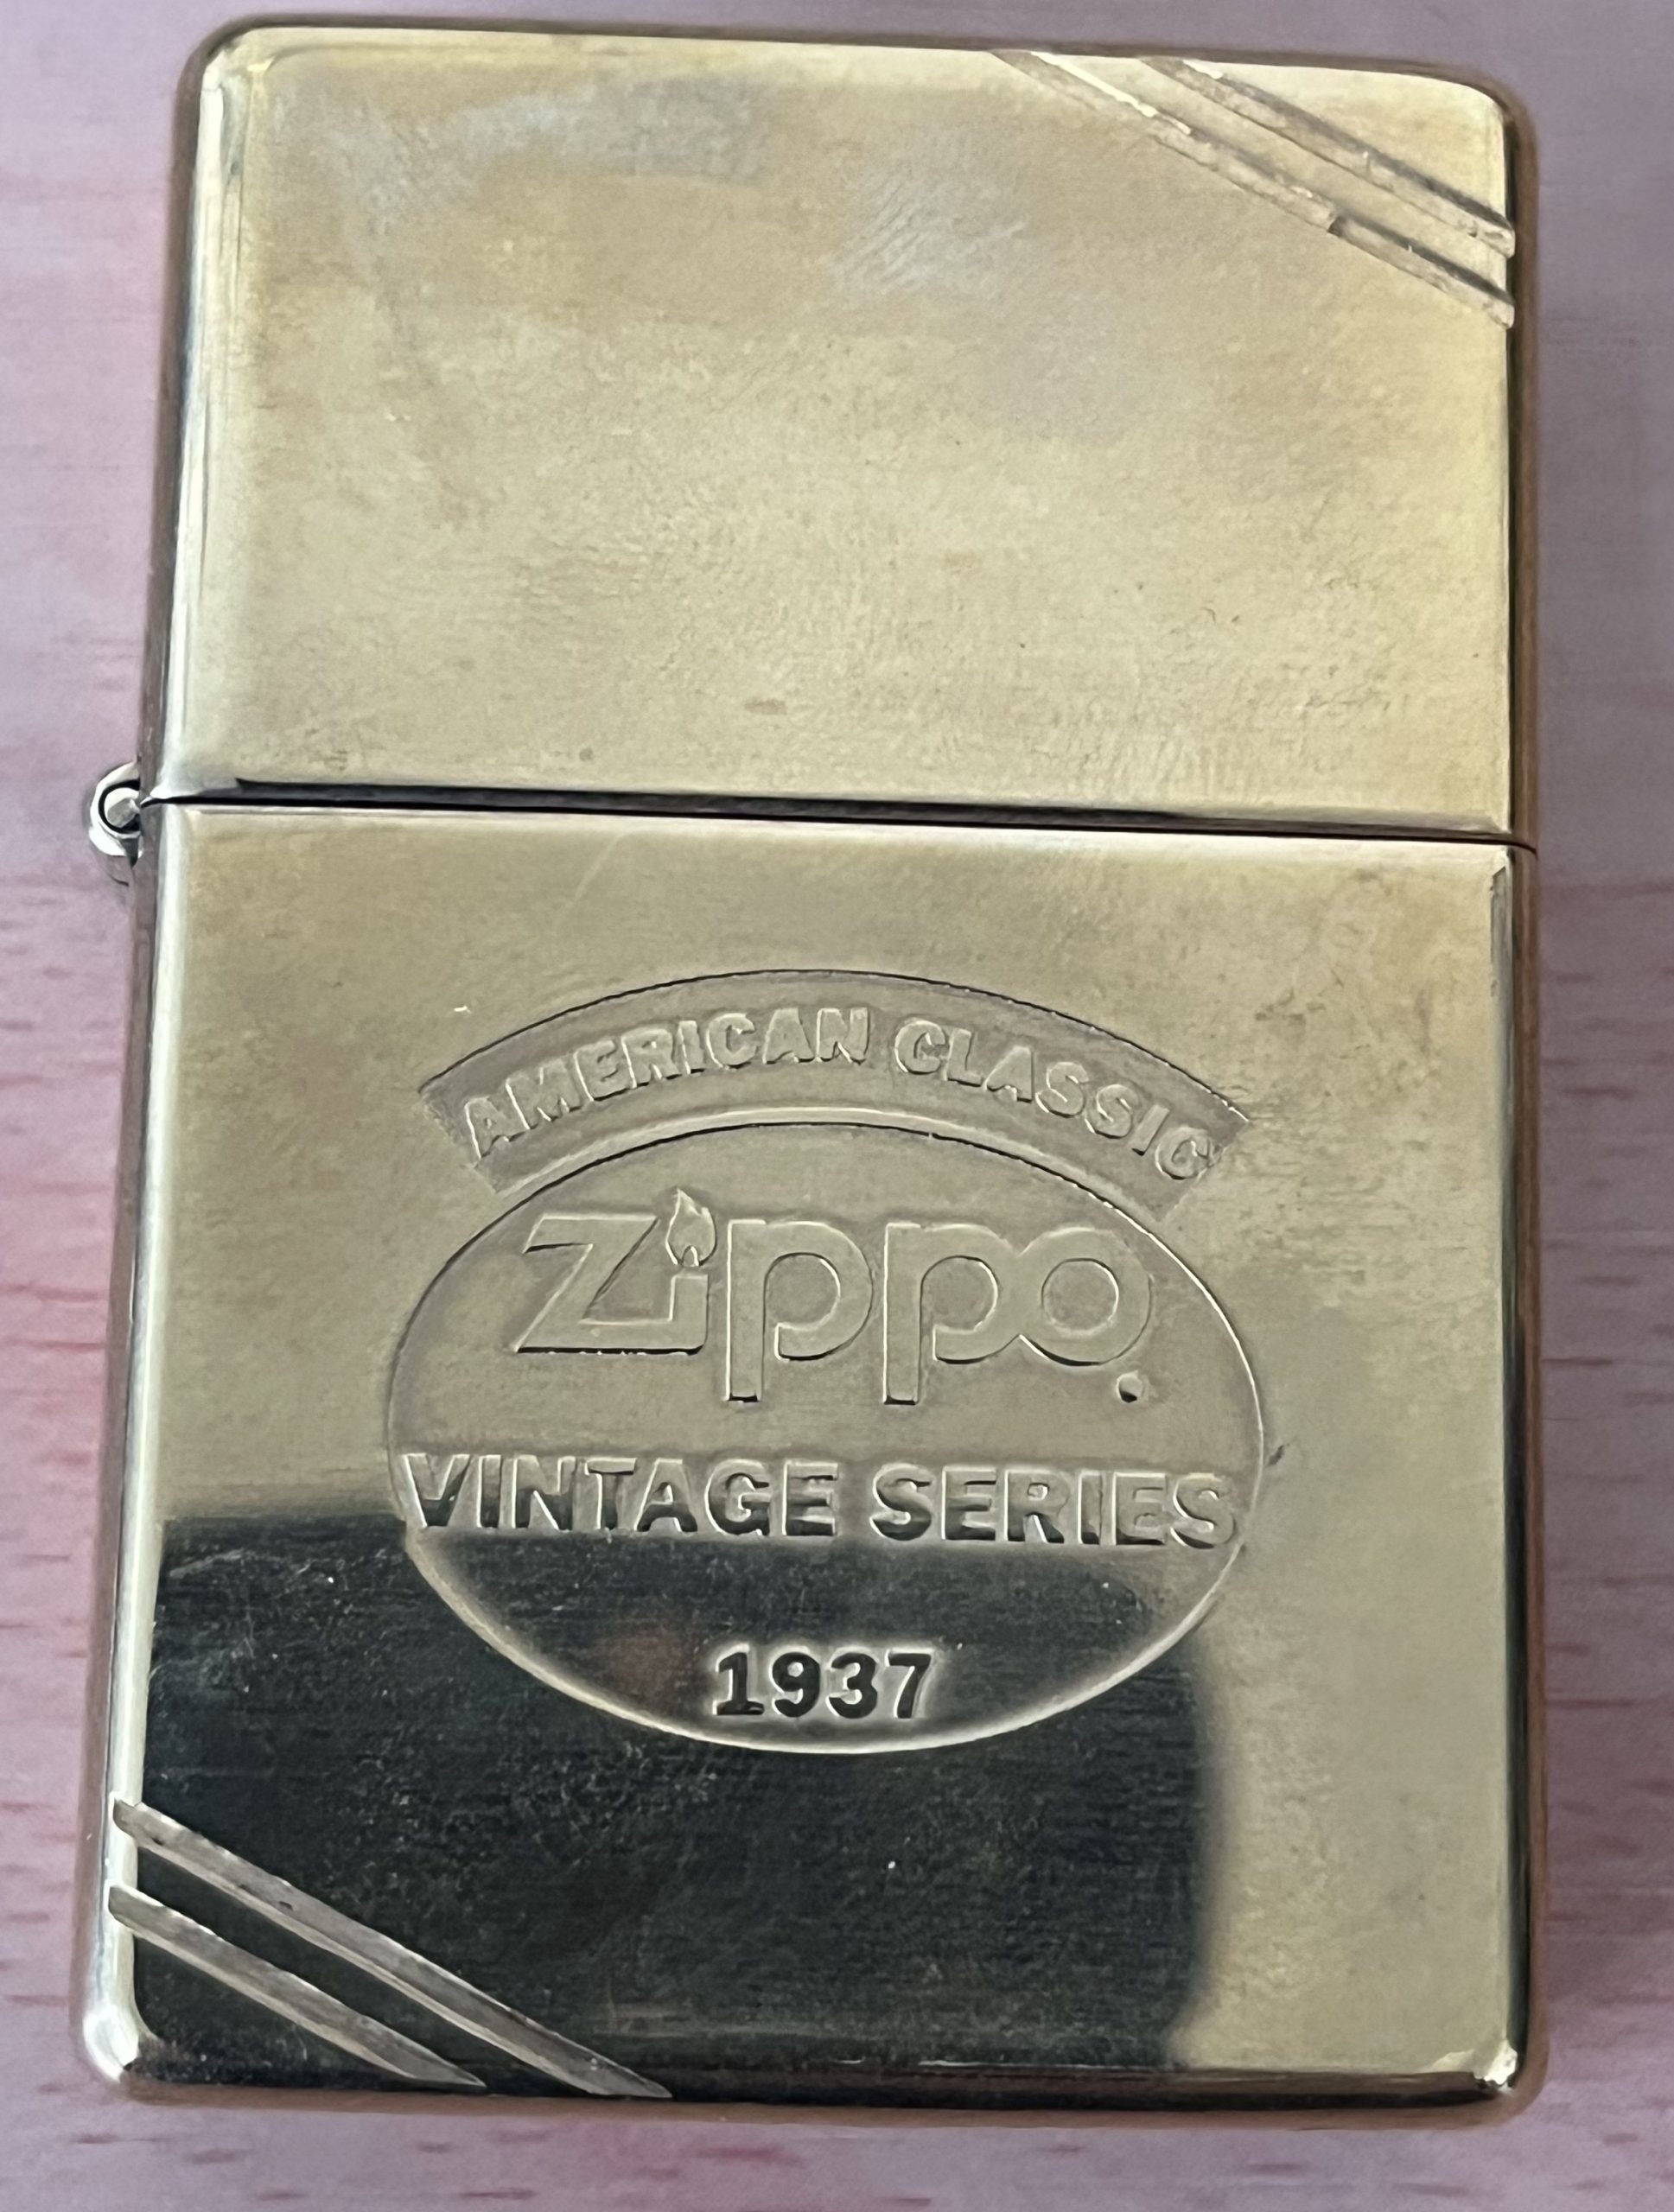 AMERICAN CLASSIC
Zippo
VINTAGE SERIES
1937